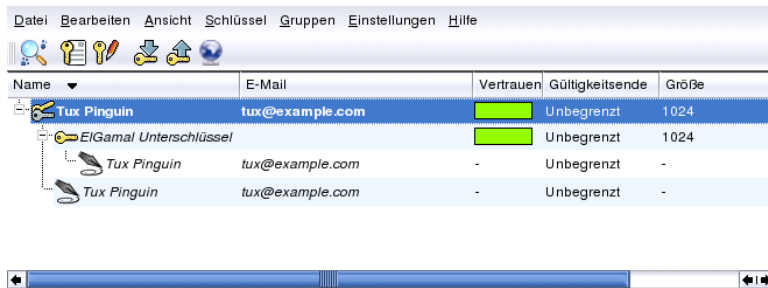 Datei Bearbeiten Ansicht Schlüssel Gruppen Einstellungen Hilfe
Name E-Mail Vertrauen Gültigkeitsende Größe
Tux Pinguin tux@example.com Unbegrenzt 1024
ElGamal Unterschlüssel Unbegrenzt 1024
Tux Pinguin tux@example.com - Unbegrenzt -
Tux Pinguin tux@example.com - Unbegrenzt -